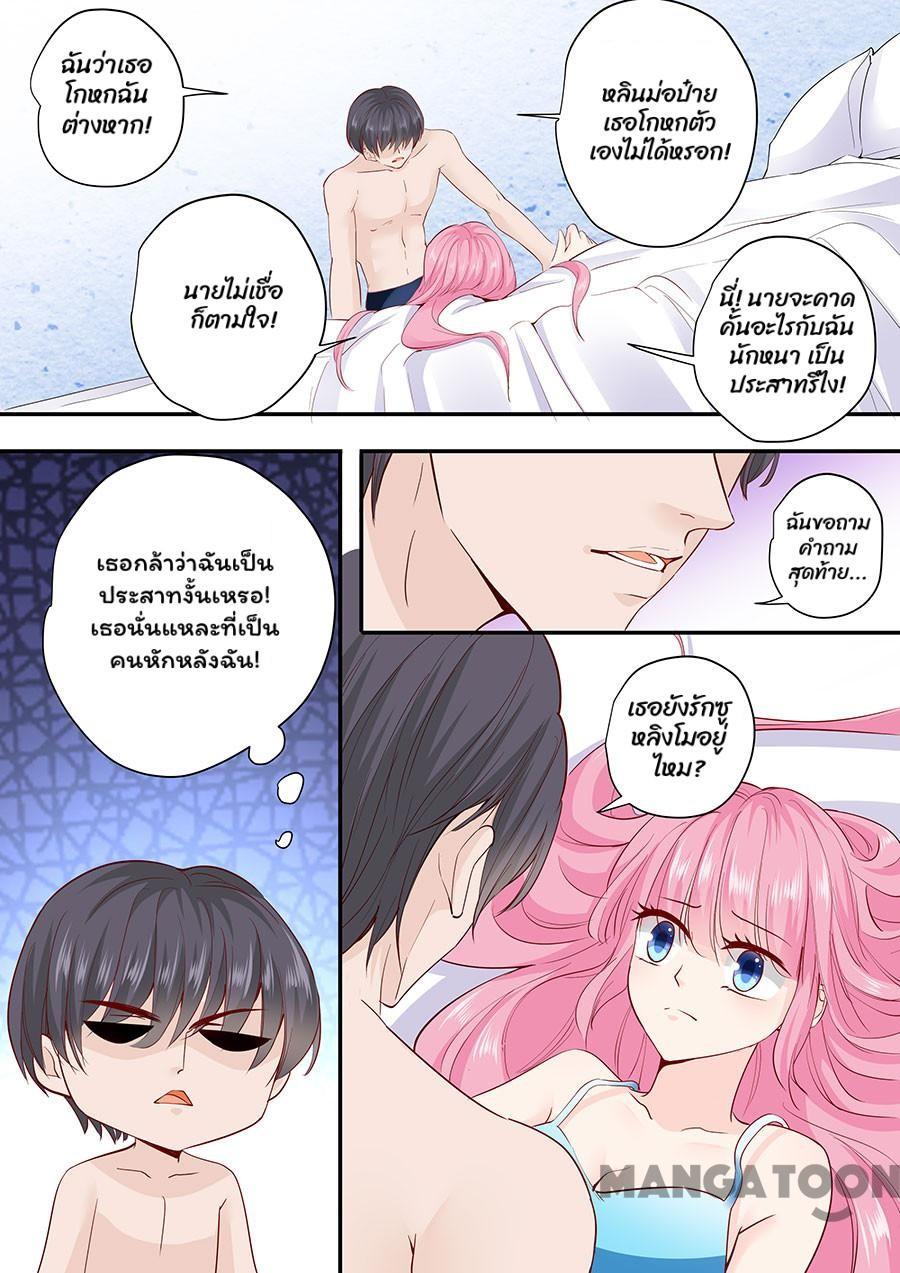 ฉันว่าเธอ
โกหกฉัน
ต่างหาก!
หลินม่อป๋าย
เธอโกหกตัว
เองไม่ได้หรอก!
นายไม่เชื่อ
ก็ตามใจ!
นี่! นายจะคาด
คั้นอะไรกับฉัน
นักหนา เป็น
ประสาทรึไง!
เธอกล้าว่าฉันเป็น
ประสาทงั้นเหรอ!
เธอนั่นแหละที่เป็น
คนหักหลังฉัน!
ฉันขอถาม
คำถาม
สุดท้าย...
เธอยังรักซู
หลิงโมอยู่
ไหม?
MANGATOON